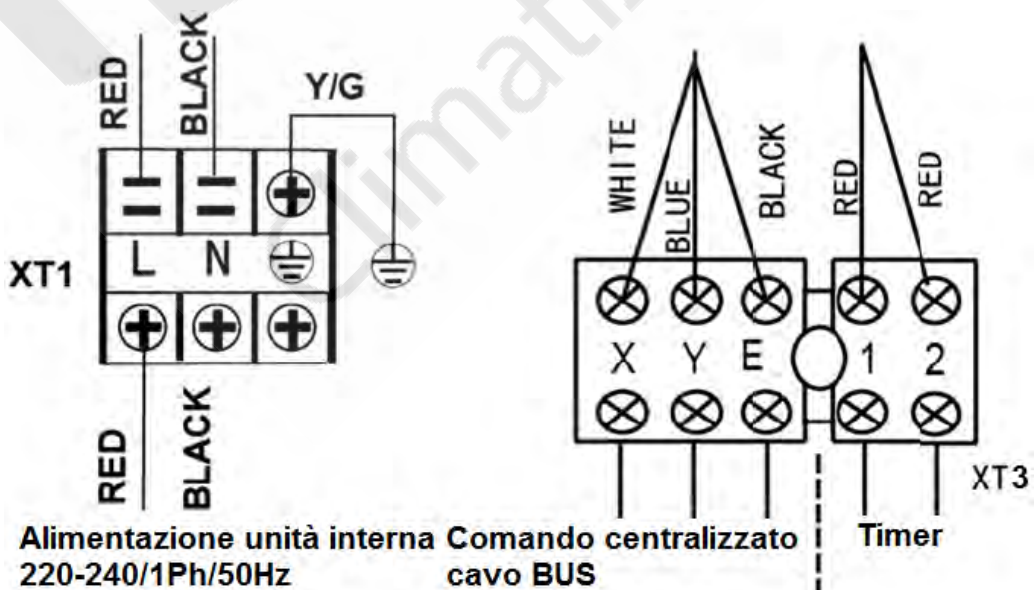 RED
BLACK
Y/G
XT1
L N
RED
BLACK
Alimentazione unità interna
220-240/1Ph/50Hz
WHITE
BLUE
BLACK
RED
RED
X Y E 1 2
XT3
Comando centralizzato
cavo BUS
Timer
Climatiz